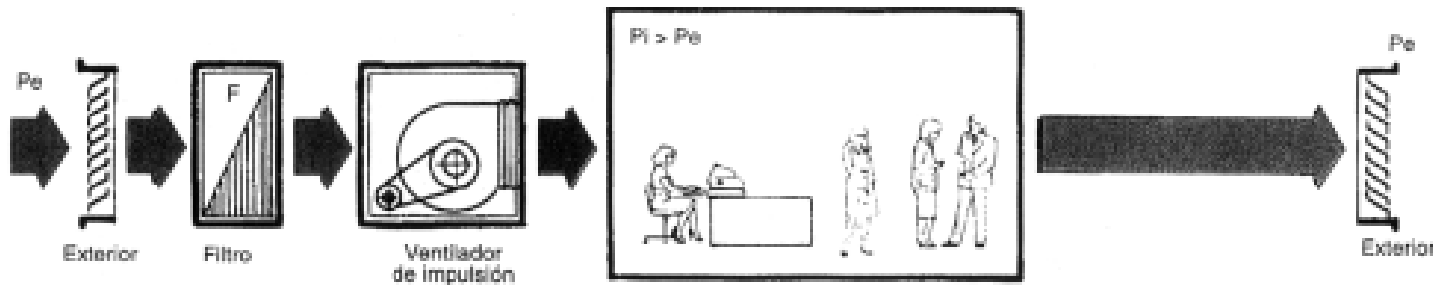 Pe
Exterior
F
Filtro
Ventilador
de impulsión
Pi > Pe
Pe
Exterior